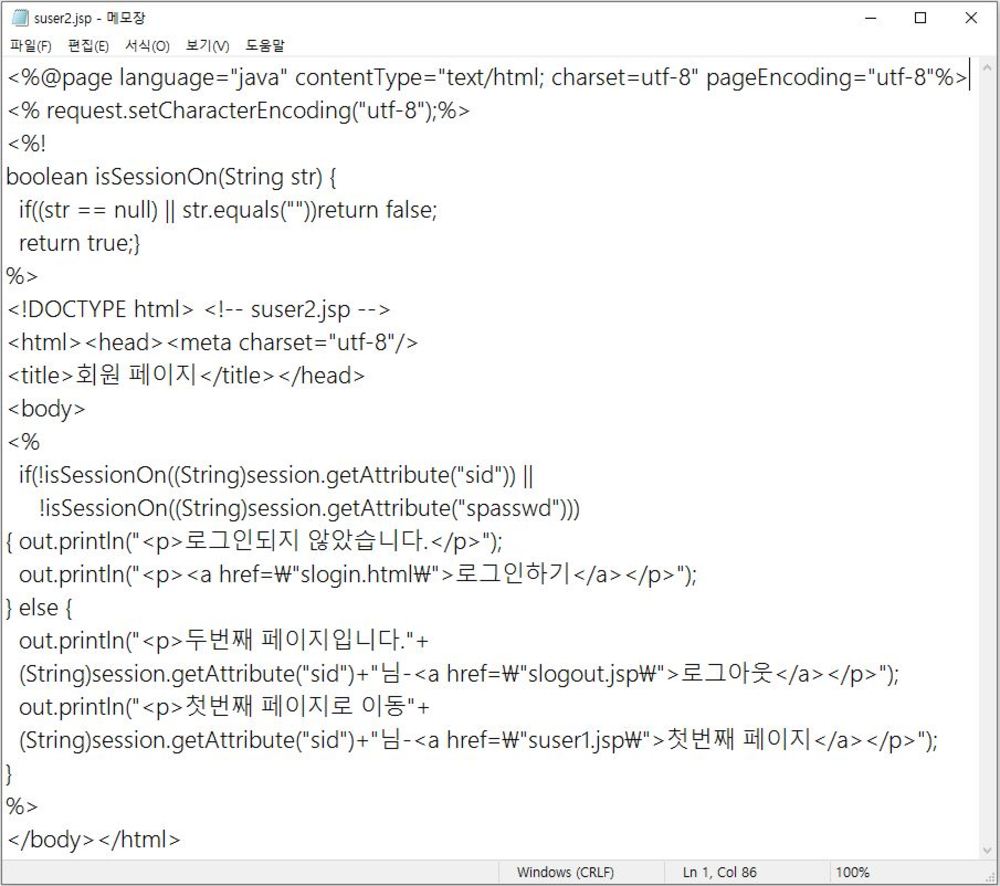 suser2.jsp - 메모장
파일(F) 편집(E) 서식(O) 보기(V) 도움말
<%@page language="java" contentType="text/html; charset=utf-8" pageEncoding="utf-8"%>
<% request.setCharacterEncoding("utf-8");%>
<%!
boolean isSessionOn(String str) {
  if((str == null) || str.equals(""))return false;
  return true;}
%>
<!DOCTYPE html> <!-- suser2.jsp -->
<html><head><meta charset="utf-8"/>
<title>회원 페이지</title></head>
<body>
<%
  if(!isSessionOn((String)session.getAttribute("sid")) ||
     !isSessionOn((String)session.getAttribute("spasswd")))
{ out.println("<p>로그인되지 않았습니다.</p>");
  out.println("<p><a href=₩"slogin.html₩">로그인하기</a></p>");
} else {
  out.println("<p>두번째 페이지입니다."+
  (String)session.getAttribute("sid")+"님-<a href=₩"slogout.jsp₩">로그아웃</a></p>");
  out.println("<p>첫번째 페이지로 이동"+
  (String)session.getAttribute("sid")+"님-<a href=₩"suser1.jsp₩">첫번째 페이지</a></p>");
}
%>
</body></html>
Windows (CRLF) Ln 1, Col 86 100%